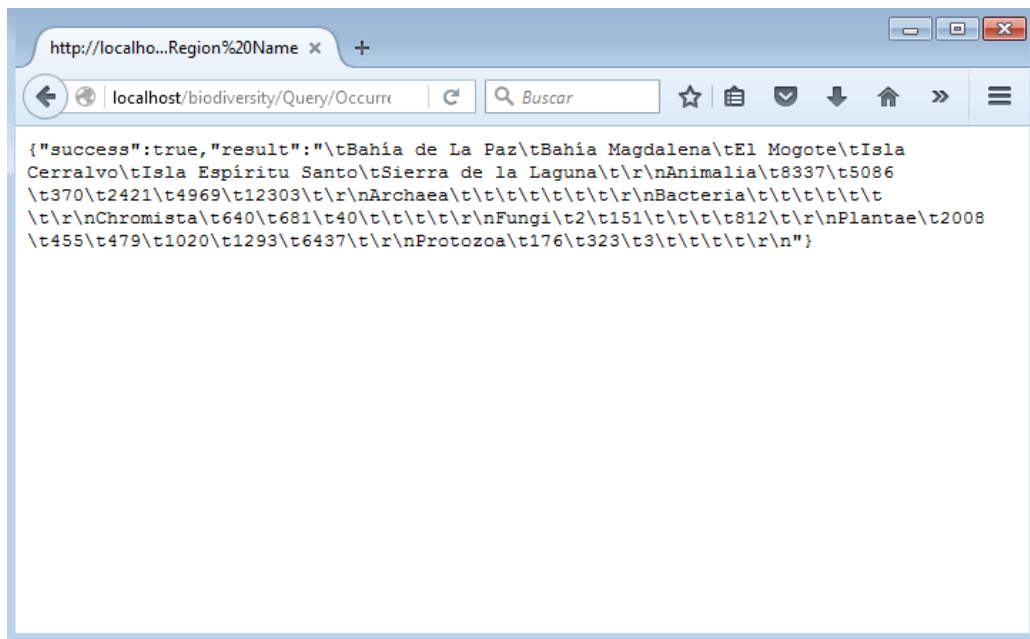 http://localho...Region%20Name
localhost/biodiversity/Query/Occurre
Buscar
{"success":true,"result":"\tBahía de La Paz\tBahía Magdalena\tEl Mogote\tIsla
Cerralvo\tIsla Espíritu Santo\tSierra de la Laguna\t\r\nAnimalia\t8337\t5086
\t370\t2421\t4969\t12303\t\r\nArchaea\t\t\t\t\t\t\t\r\nBacteria\t\t\t\t\t\t
\t\r\nChromista\t640\t681\t40\t\t\t\t\r\nFungi\t2\t151\t\t\t\t812\t\r\nPlantae\t2008
\t455\t479\t1020\t1293\t6437\t\r\nProtozoa\t176\t323\t3\t\t\t\t\r\n"}